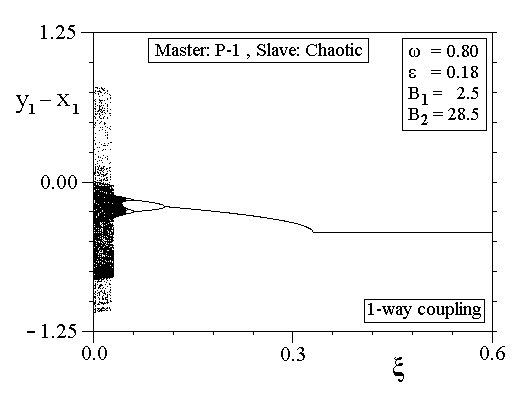 1.25
Master: P-1 , Slave: Chaotic
ω = 0.80
ε = 0.18
B₁ = 2.5
B₂ = 28.5
y₁ – x₁
0.00
1-way coupling
−1.25
0.0
0.3
0.6
ξ